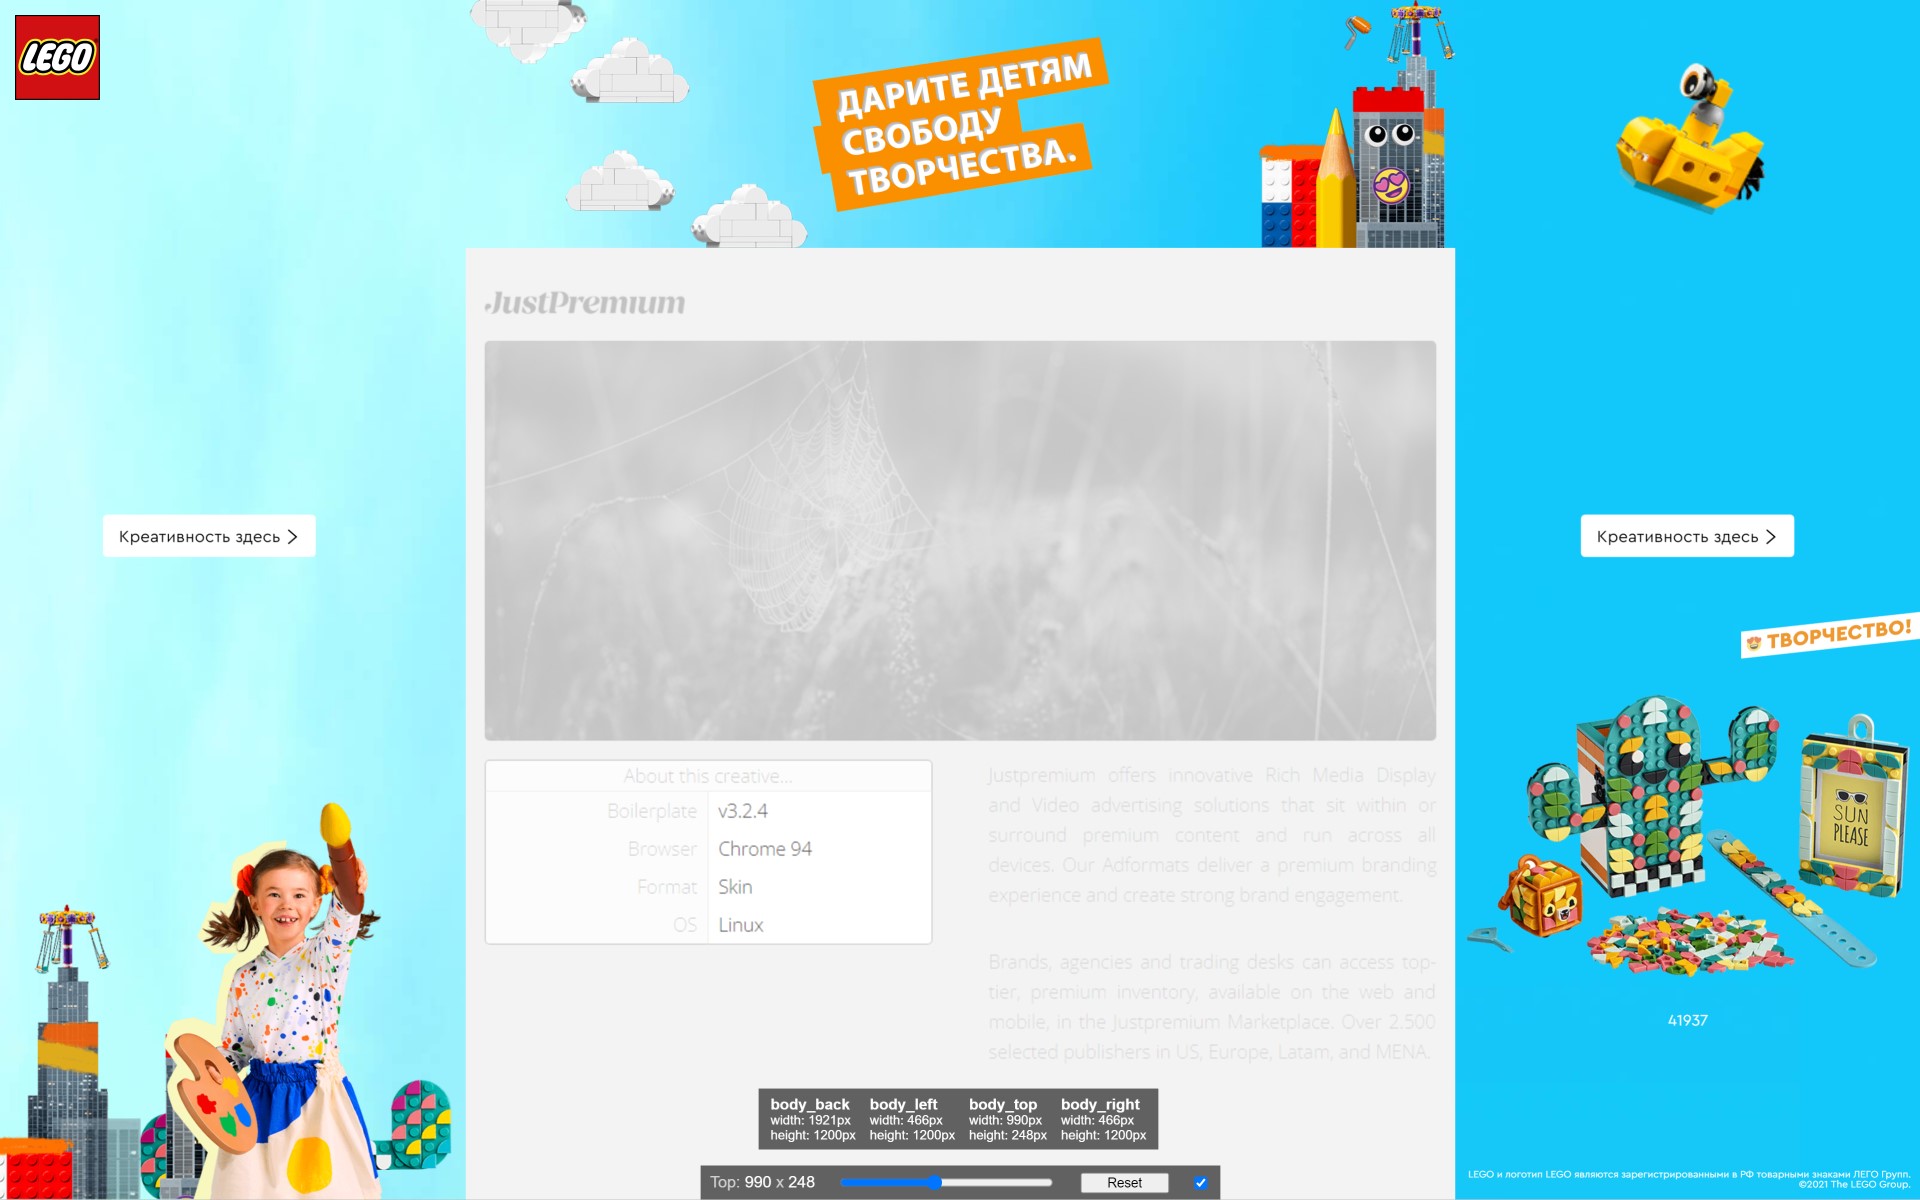 LEGO
ДАРИТЕ ДЕТЯМ
СВОБОДУ
ТВОРЧЕСТВА.
JustPremium
Креативность здесь
Креативность здесь
ТВОРЧЕСТВО!
SUN
PLEASE
About this creative...
Boilerplate v3.2.4
Browser Chrome 94
Format Skin
OS Linux
Justpremium offers innovative Rich Media Display
and Video advertising solutions that sit within or
surround premium content and run across all
devices. Our Adformats deliver a premium branding
experience and create strong brand engagement.
Brands, agencies and trading desks can access top-
tier, premium inventory, available on the web and
mobile, in the Justpremium Marketplace. Over 2.500
selected publishers in US, Europe, Latam, and MENA.
41937
body_back body_left body_top body_right
width: 1921px width: 466px width: 990px width: 466px
height: 1200px height: 1200px height: 248px height: 1200px
Top: 990 x 248 Reset
LEGO и логотип LEGO являются зарегистрированными в РФ товарными знаками ЛЕГО Групп.
©2021 The LEGO Group.